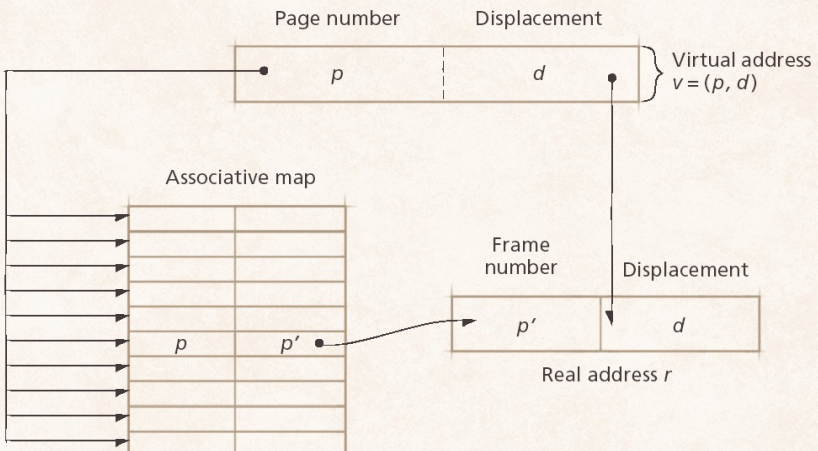 Page number
Displacement
p
d
Virtual address
v = (p, d)
Associative map
Frame
number
Displacement
p
p′
p′
d
Real address r